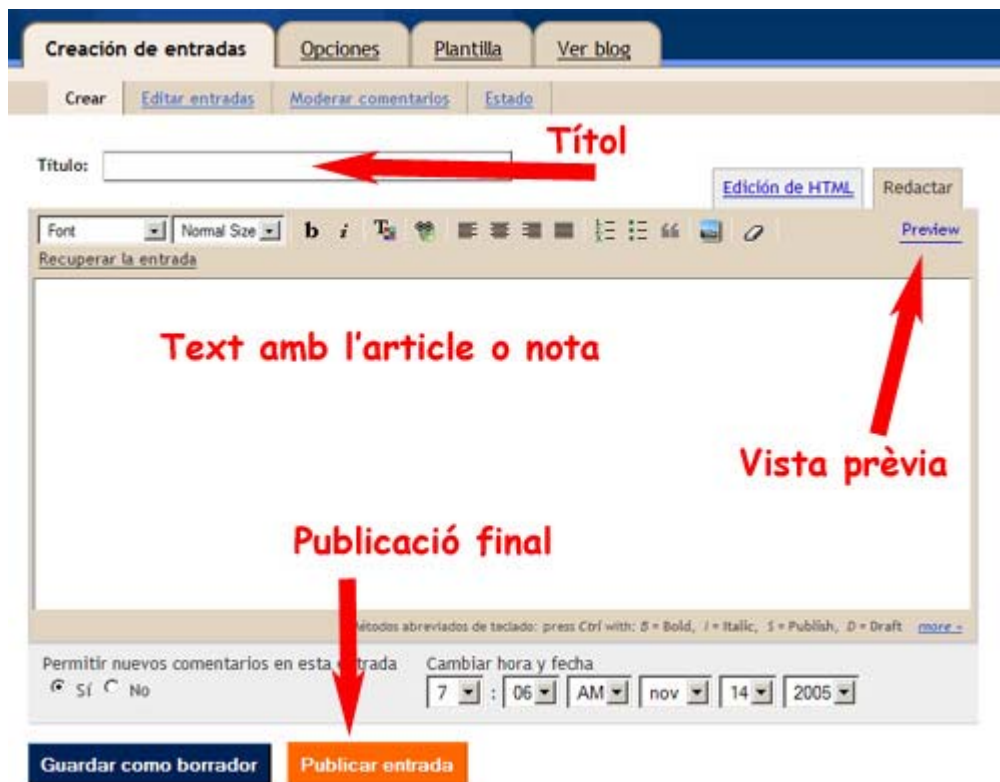 Creación de entradas Opciones Plantilla Ver blog
Crear Editar entradas Moderar comentarios Estado
Títol
Título:
Edición de HTML Redactar
Font Normal Size b i Preview
Recuperar la entrada
Text amb l'article o nota
Vista prèvia
Publicació final
Métodos abreviados de teclado: press Ctrl with: B = Bold, I = Italic, S = Publish, D = Draft more »
Permitir nuevos comentarios en esta entrada Cambiar hora y fecha
Sí No 7 : 06 AM nov 14 2005
Guardar como borrador Publicar entrada